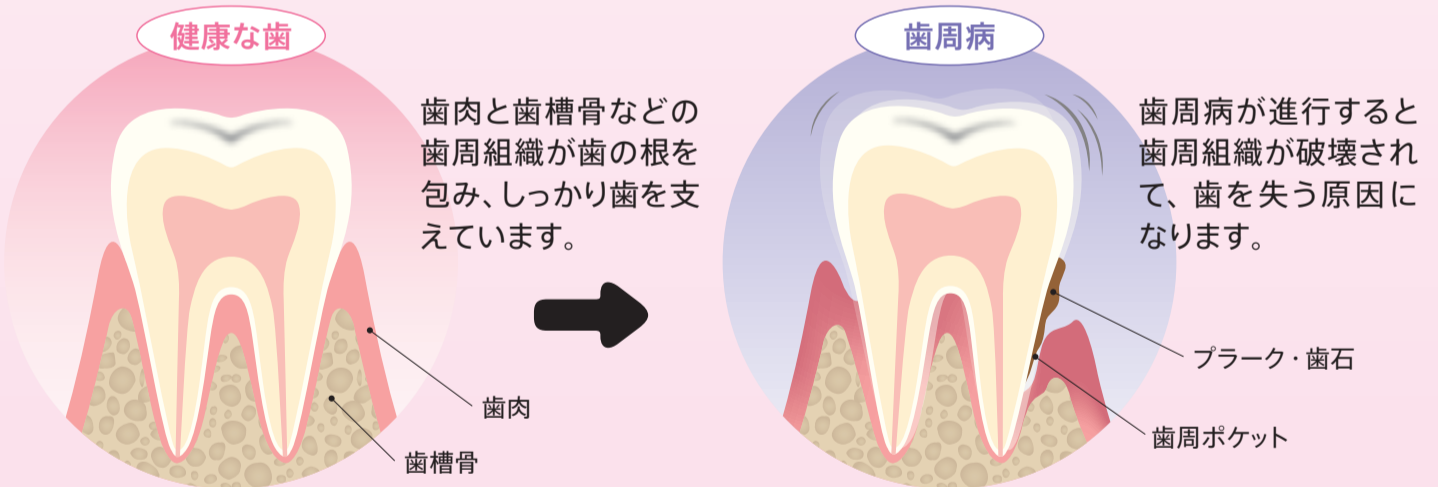 健康な歯
歯肉と歯槽骨などの
歯周組織が歯の根を
包み、しっかり歯を支
えています。
歯肉
歯槽骨
歯周病
歯周病が進行すると
歯周組織が破壊され
て、歯を失う原因に
なります。
プラーク・歯石
歯周ポケット